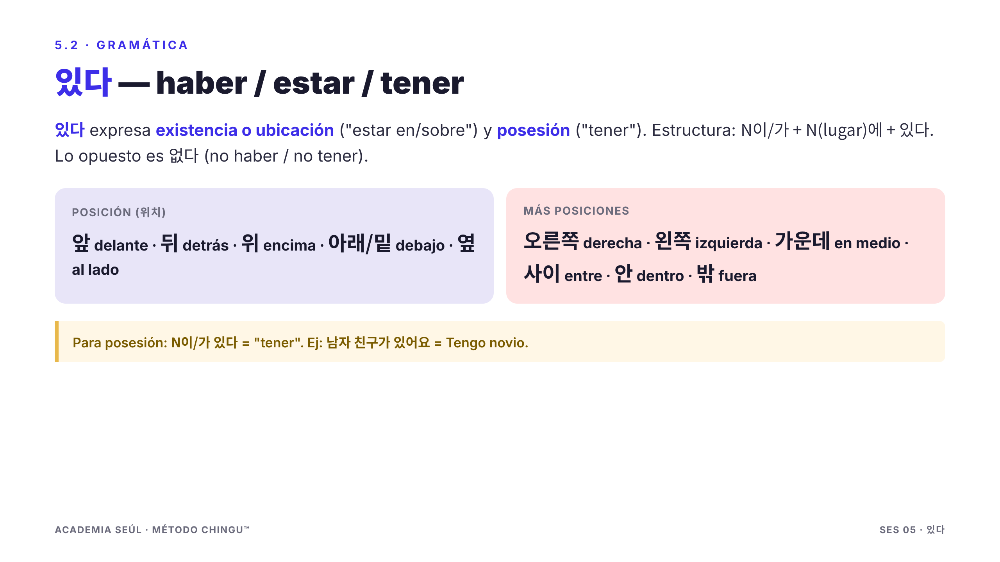 5.2 · GRAMÁTICA
있다 — haber / estar / tener
있다 expresa existencia o ubicación ("estar en/sobre") y posesión ("tener"). Estructura: N이/가 + N(lugar)에 + 있다.
Lo opuesto es 없다 (no haber / no tener).
POSICIÓN (위치)
앞 delante · 뒤 detrás · 위 encima · 아래/밑 debajo · 옆
al lado
MÁS POSICIONES
오른쪽 derecha · 왼쪽 izquierda · 가운데 en medio ·
사이 entre · 안 dentro · 밖 fuera
Para posesión: N이/가 있다 = "tener". Ej: 남자 친구가 있어요 = Tengo novio.
ACADEMIA SEÚL · MÉTODO CHINGU™
SES 05 · 있다